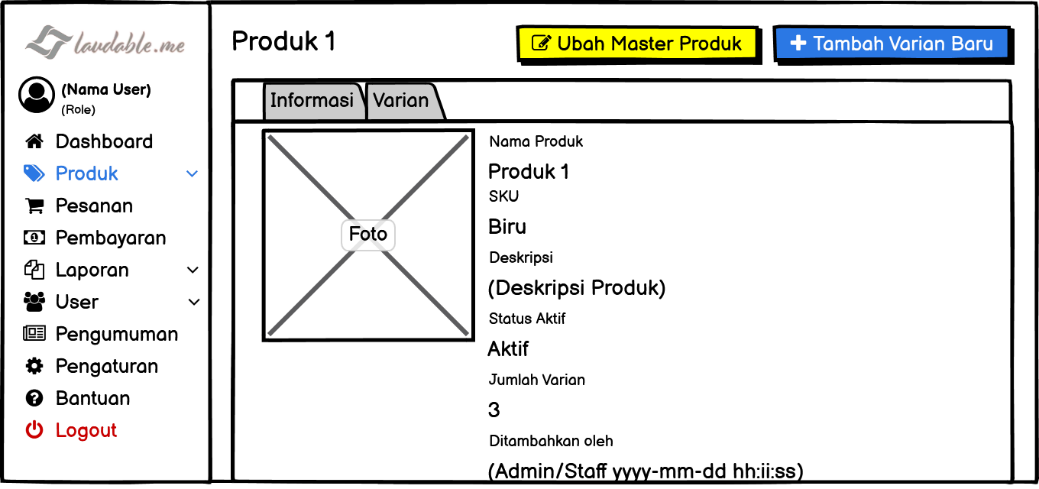 laudable.me
(Nama User)
(Role)
Dashboard
Produk
Pesanan
Pembayaran
Laporan
User
Pengumuman
Pengaturan
Bantuan
Logout
Produk 1
Ubah Master Produk
Tambah Varian Baru
Informasi
Varian
Foto
Nama Produk
Produk 1
SKU
Biru
Deskripsi
(Deskripsi Produk)
Status Aktif
Aktif
Jumlah Varian
3
Ditambahkan oleh
(Admin/Staff yyyy-mm-dd hh:ii:ss)